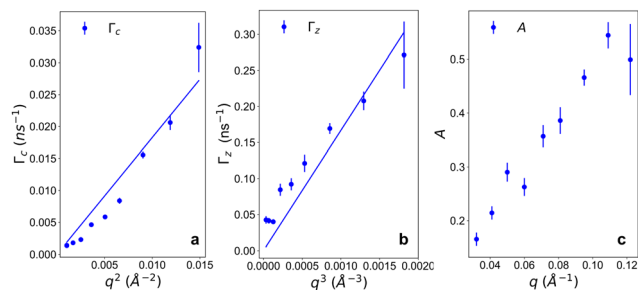 Γc
Γc (ns⁻¹)
0.035
0.030
0.025
0.020
0.015
0.010
0.005
0.000
0.005
0.010
0.015
q² (Å⁻²)
a
Γz
Γz (ns⁻¹)
0.30
0.25
0.20
0.15
0.10
0.05
0.00
0.0000
0.0005
0.0010
0.0015
0.0020
q³ (Å⁻³)
b
A
A
0.5
0.4
0.3
0.2
0.04
0.06
0.08
0.10
0.12
q (Å⁻¹)
c